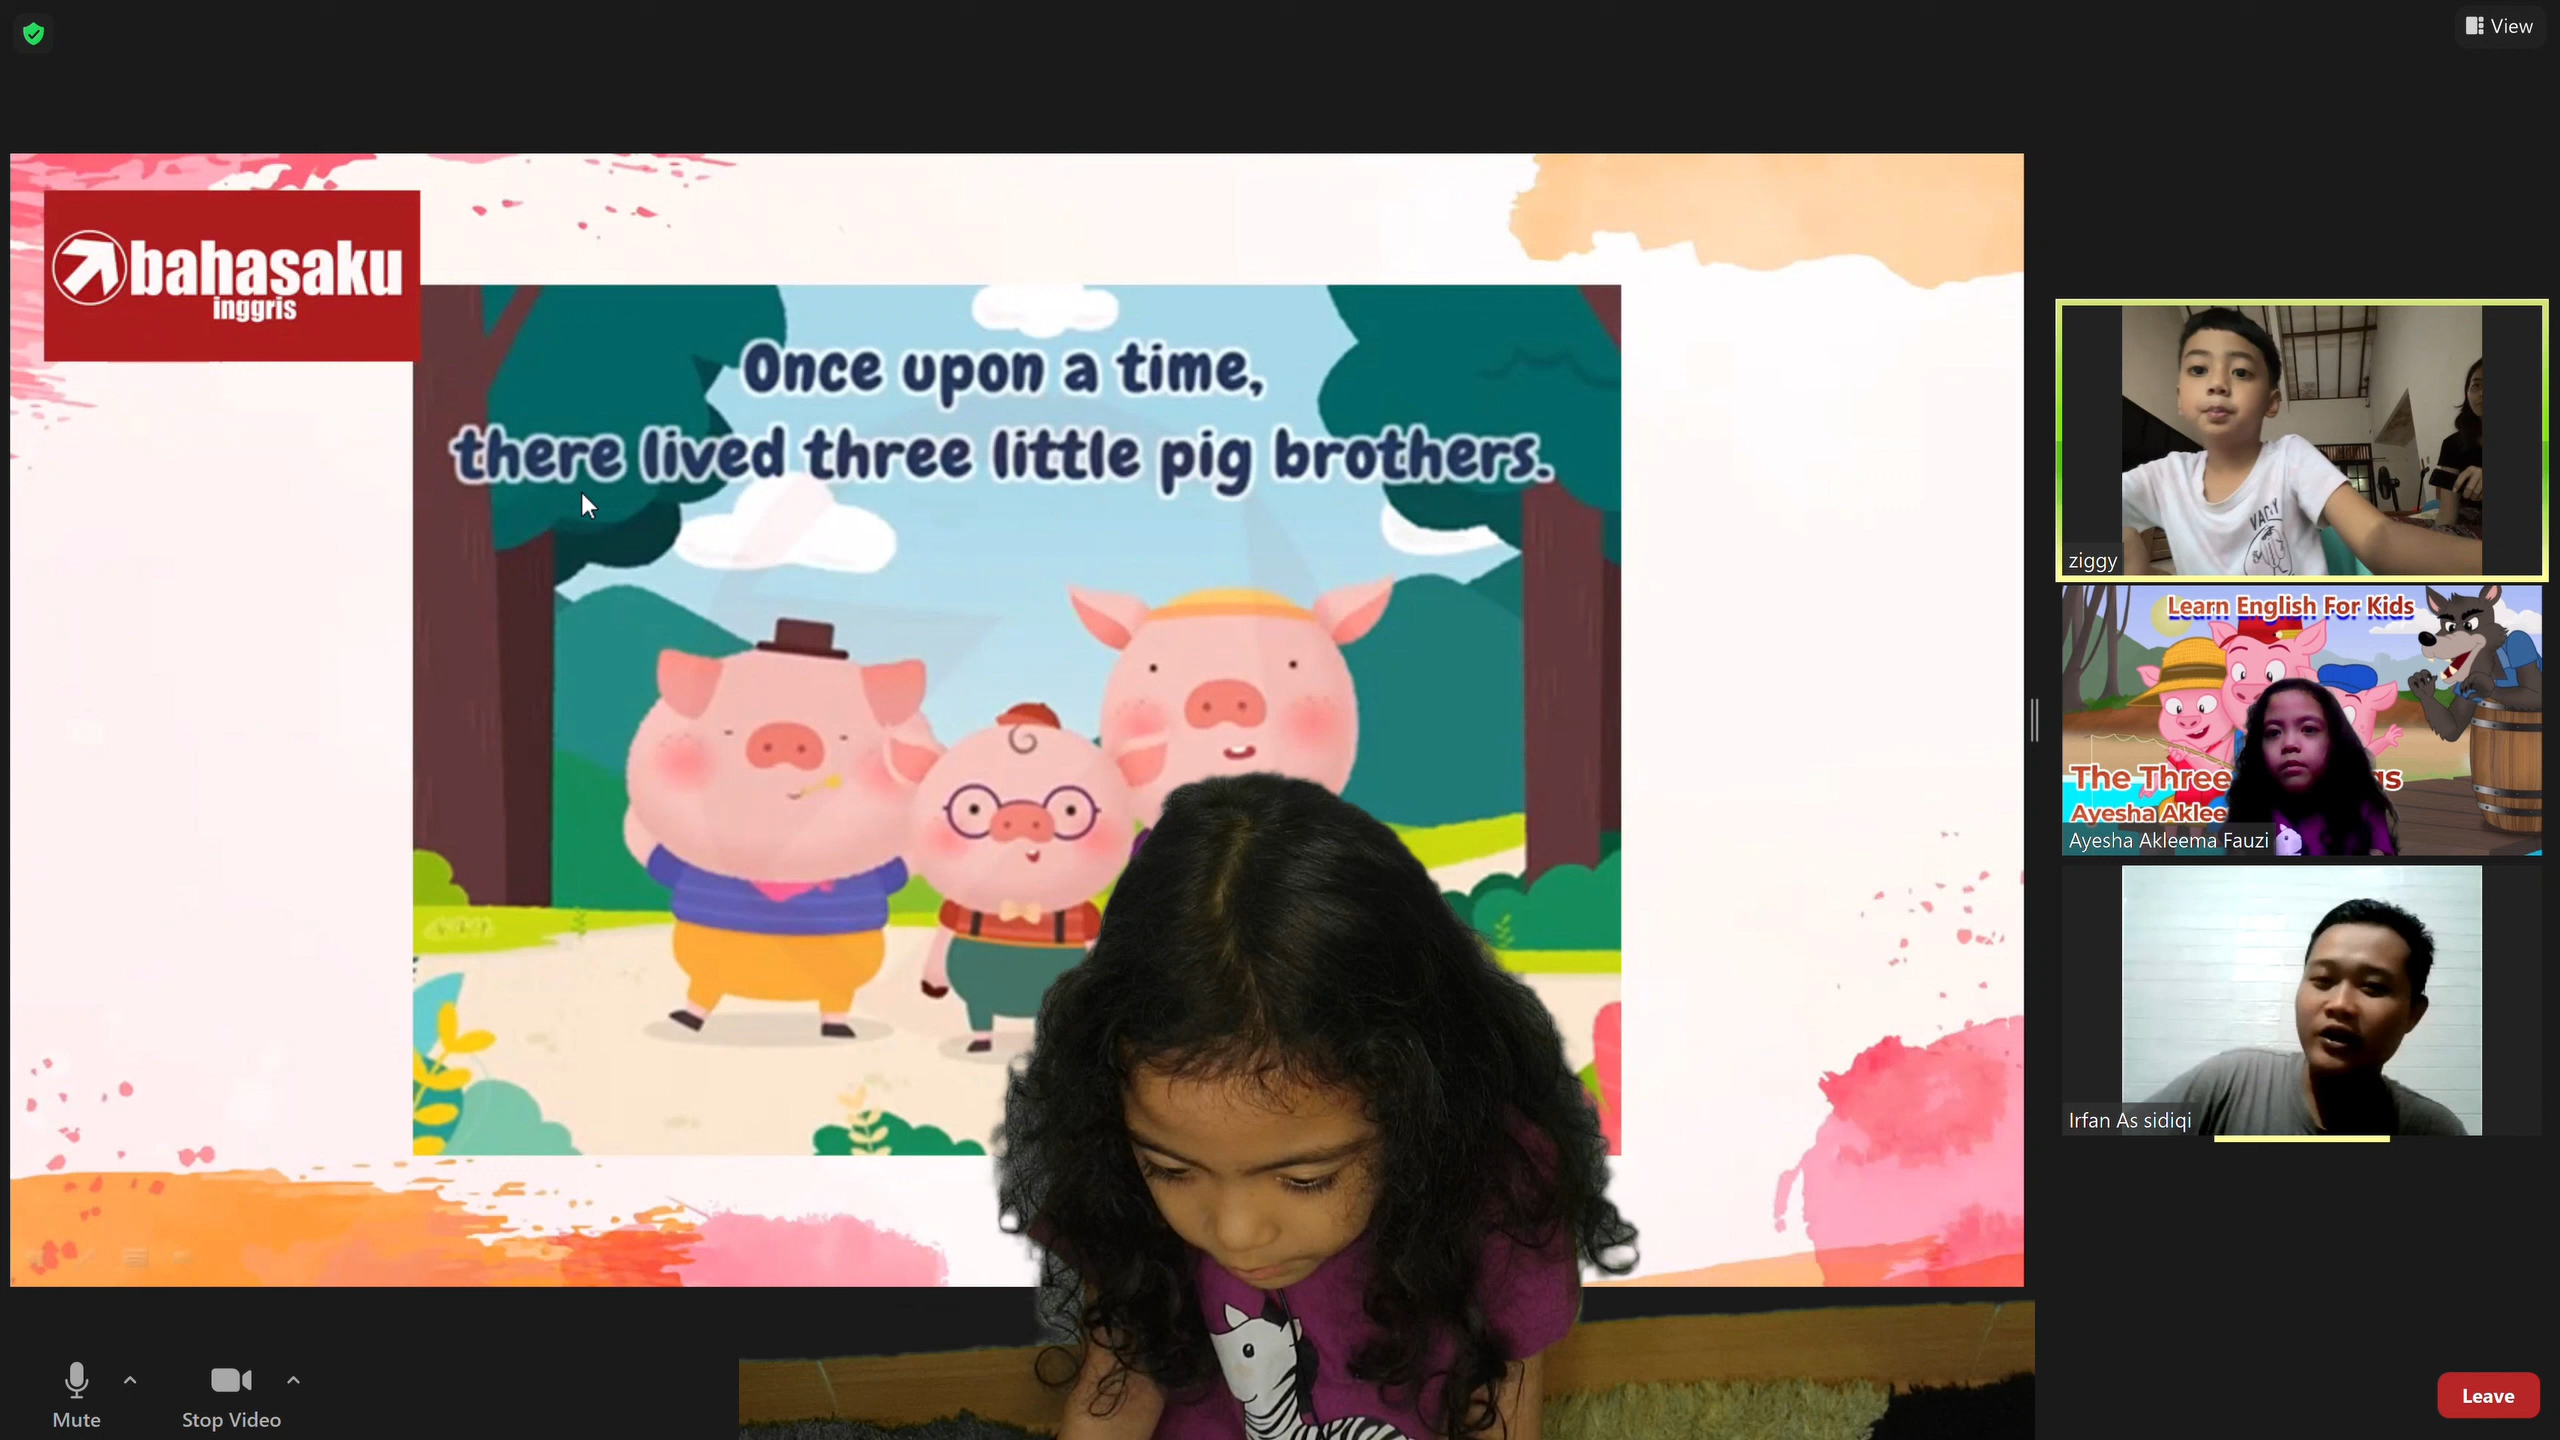 View
bahasaku
inggris
Once upon a time,
there lived three little pig brothers.
ziggy
Learn English For Kids
The Three
Ayesha Aklee
Ayesha Akleema Fauzi
Irfan As sidiqi
Mute
Stop Video
Leave